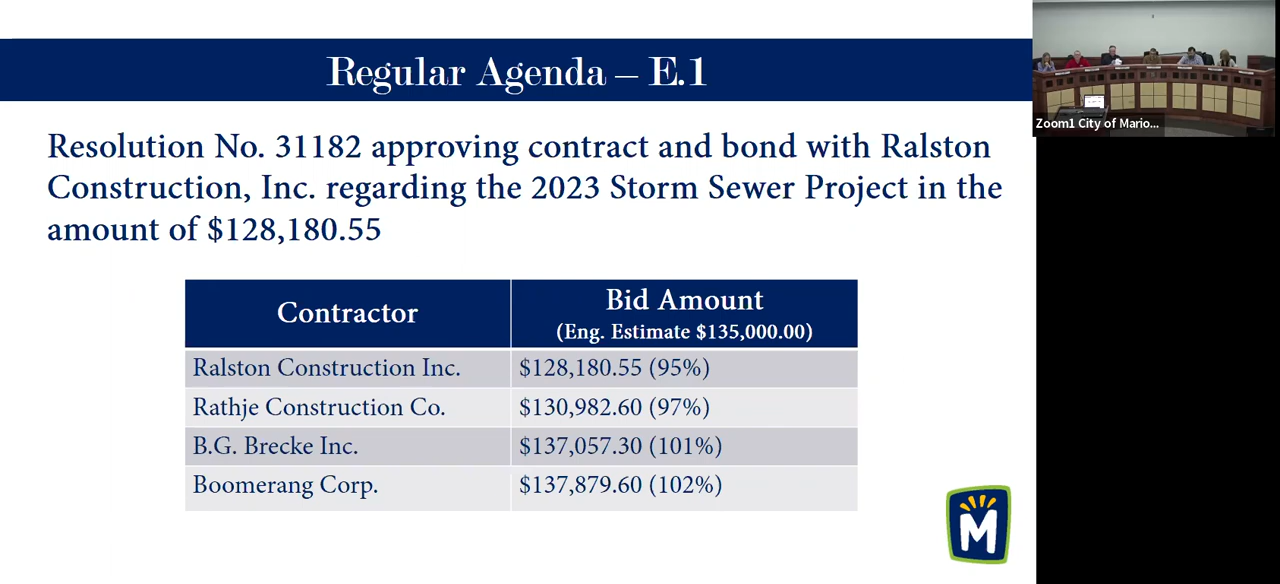 Regular Agenda – E.1
Resolution No. 31182 approving contract and bond with Ralston
Construction, Inc. regarding the 2023 Storm Sewer Project in the
amount of $128,180.55
Contractor
Bid Amount
(Eng. Estimate $135,000.00)
Ralston Construction Inc.
$128,180.55 (95%)
Rathje Construction Co.
$130,982.60 (97%)
B.G. Brecke Inc.
$137,057.30 (101%)
Boomerang Corp.
$137,879.60 (102%)
M
Zoom1 City of Mario...